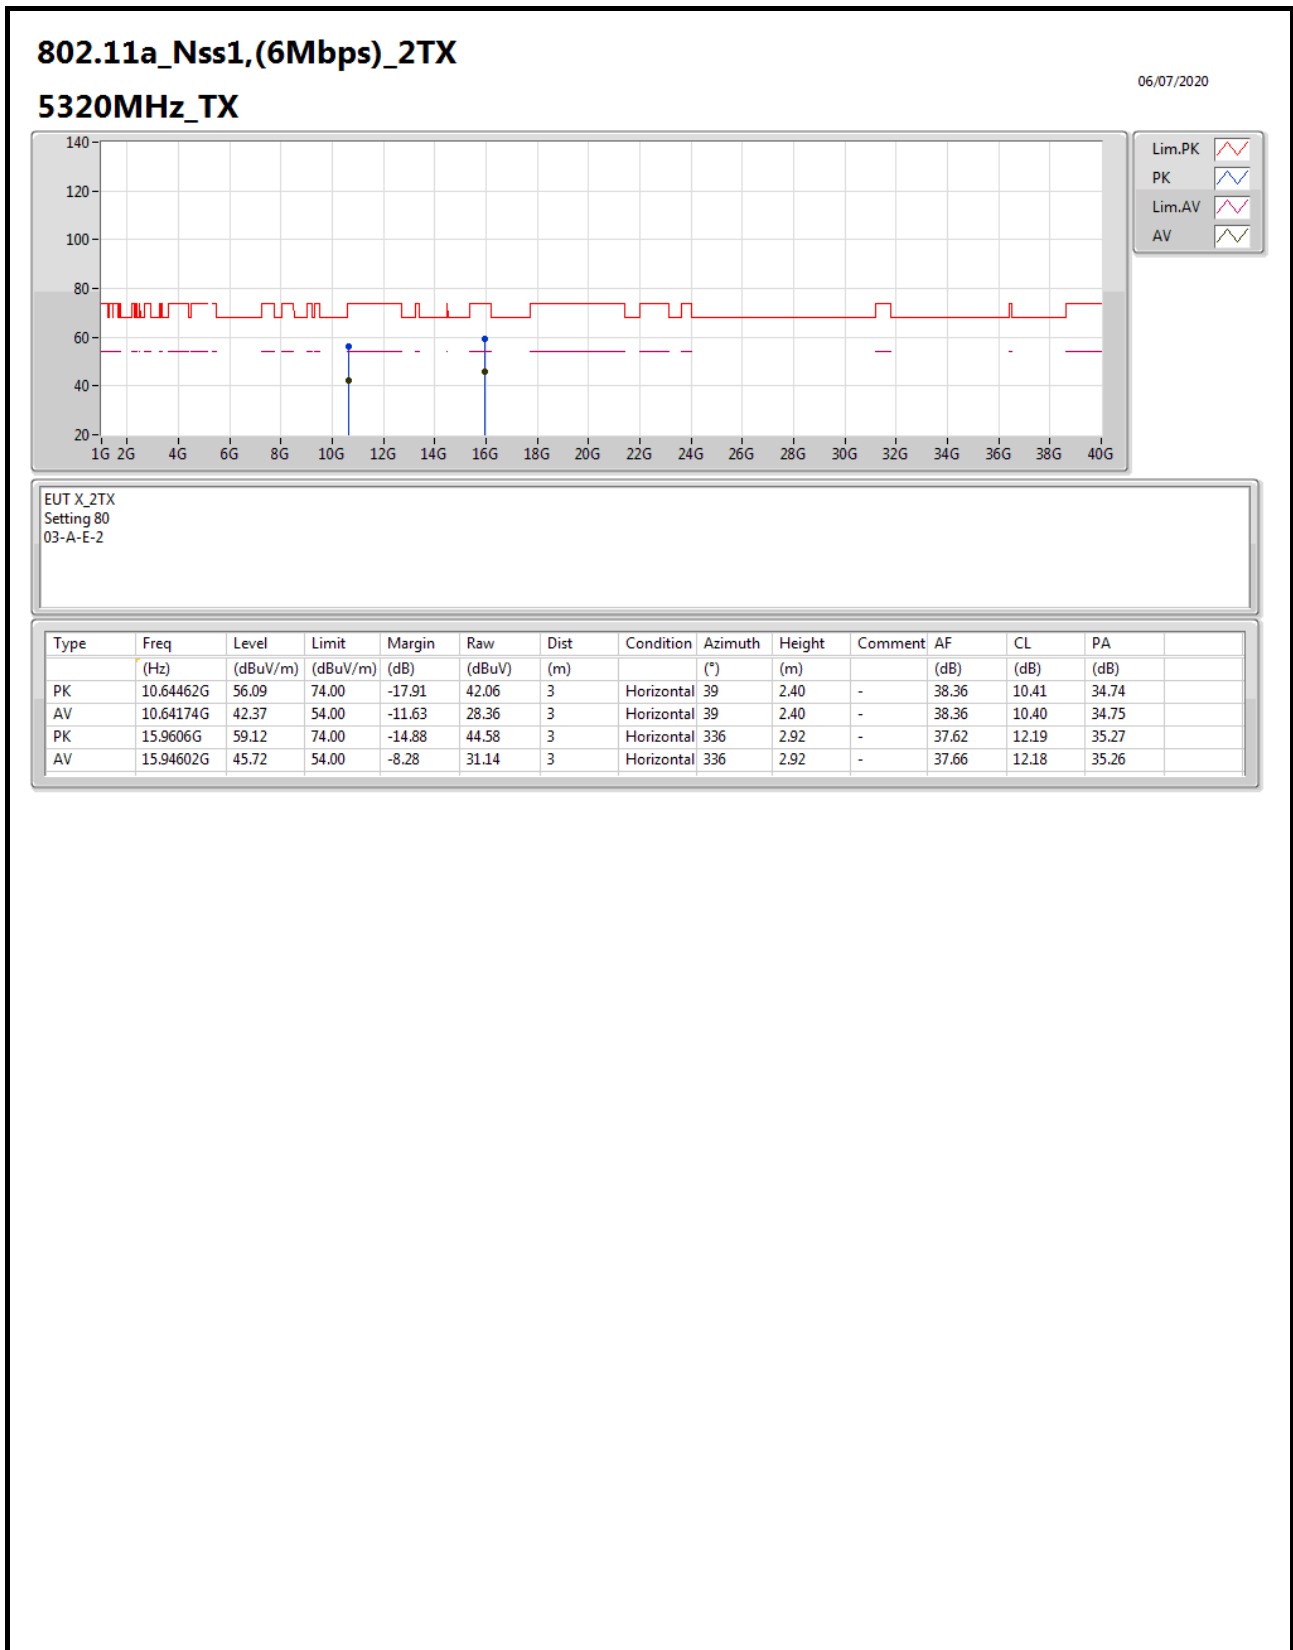 802.11a_Nss1,(6Mbps)_2TX
06/07/2020
5320MHz_TX
140
120
100
80
60
40
20
1G 2G 4G 6G 8G 10G 12G 14G 16G 18G 20G 22G 24G 26G 28G 30G 32G 34G 36G 38G 40G
Lim.PK
PK
Lim.AV
AV
EUT X_2TX
Setting 80
03-A-E-2
Type Freq Level Limit Margin Raw Dist Condition Azimuth Height Comment AF CL PA
(Hz) (dBuV/m) (dBuV/m) (dB) (dBuV) (m) (°) (m) (dB) (dB) (dB)
PK 10.64462G 56.09 74.00 -17.91 42.06 3 Horizontal 39 2.40 - 38.36 10.41 34.74
AV 10.64174G 42.37 54.00 -11.63 28.36 3 Horizontal 39 2.40 - 38.36 10.40 34.75
PK 15.9606G 59.12 74.00 -14.88 44.58 3 Horizontal 336 2.92 - 37.62 12.19 35.27
AV 15.94602G 45.72 54.00 -8.28 31.14 3 Horizontal 336 2.92 - 37.66 12.18 35.26